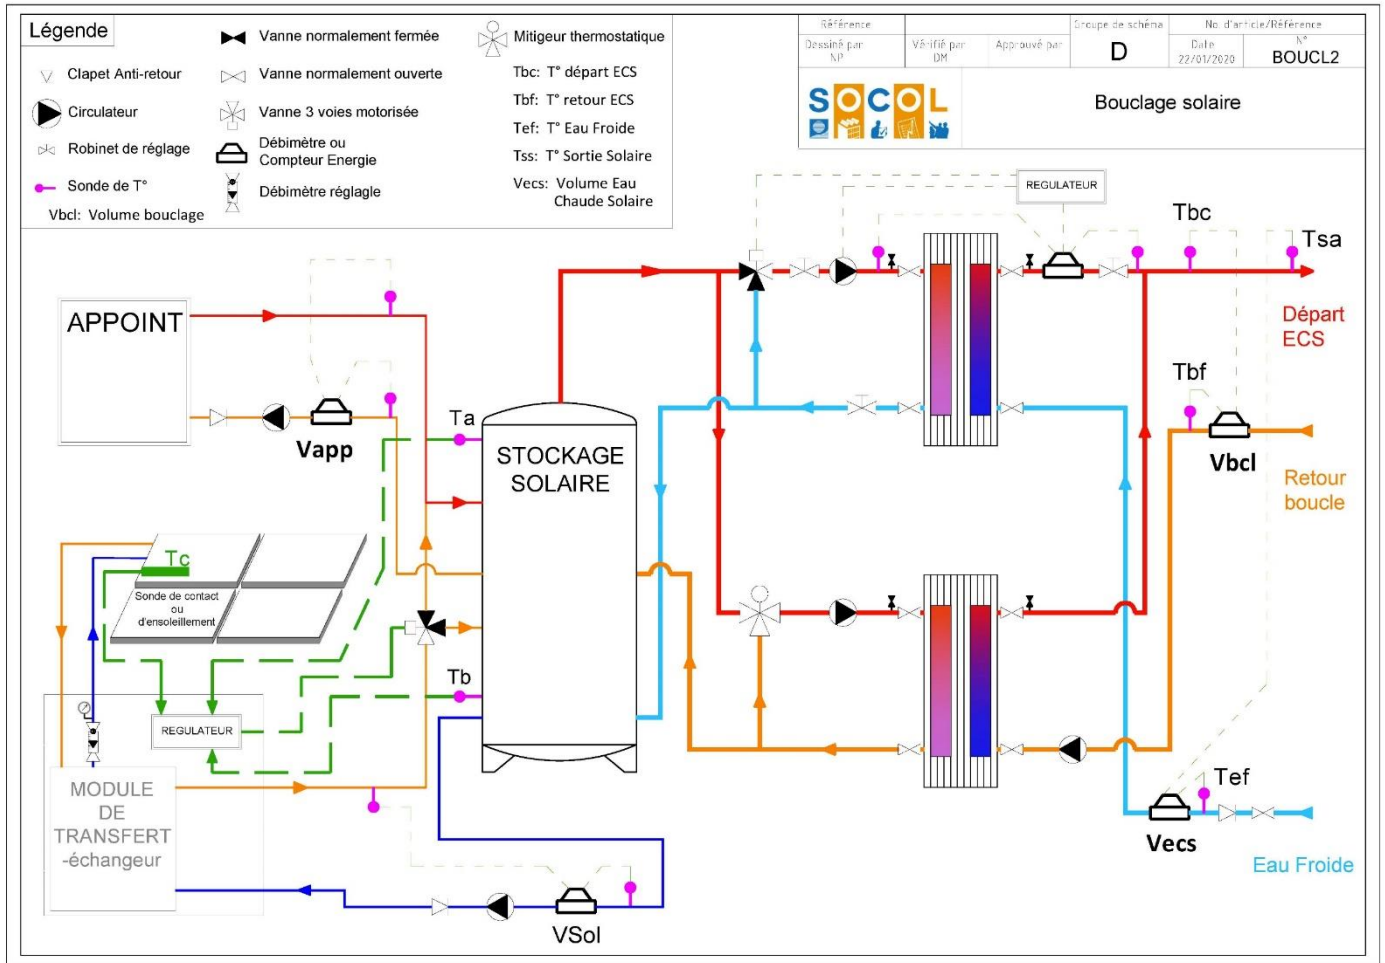 Légende
Clapet Anti-retour
Circulateur
Robinet de réglage
Sonde de T°
Vbcl: Volume bouclage
Vanne normalement fermée
Vanne normalement ouverte
Vanne 3 voies motorisée
Débimètre ou
Compteur Energie
Débimètre réglagle
Mitigeur thermostatique
Tbc: T° départ ECS
Tbf: T° retour ECS
Tef: T° Eau Froide
Tss: T° Sortie Solaire
Vecs: Volume Eau
Chaude Solaire
Référence
Groupe de schéma
No. d'article/Référence
Dessiné par
NP
Vérifié par
DM
Approuvé par
D
Date
22/01/2020
N°
BOUCL2
SOCOL
Bouclage solaire
REGULATEUR
Tbc
Tsa
Départ
ECS
APPOINT
Vapp
Ta
STOCKAGE
SOLAIRE
Tbf
Vbcl
Retour
boucle
Tc
Sonde de contact
ou
d'ensoleillement
Tb
REGULATEUR
MODULE
DE
TRANSFERT
-échangeur
VSol
Tef
Vecs
Eau Froide